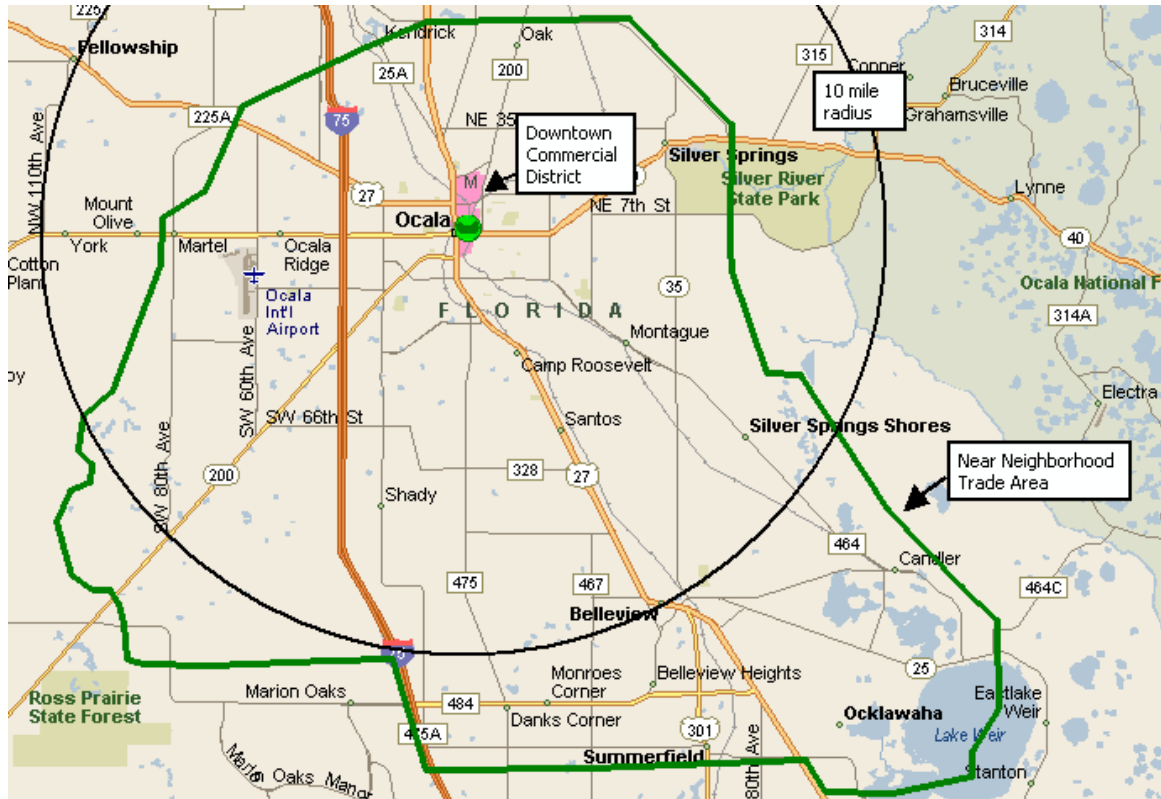 225
Fellowship
Kendrick
Oak
314
315
25A
200
Conner
Bruceville
10 mile
radius
Grahamsville
225A
75
NE 35
Downtown
Commercial
District
Silver Springs
Silver River
State Park
NW 110th Ave
27
M
NE 7th St
Lynne
Mount
Olive
Ocala
40
York
Martel
Ocala
Ridge
Cotton
Plant
Ocala National F
Ocala
Int'l
Airport
35
FLORIDA
314A
Montague
Camp Roosevelt
oy
SW 60th Ave
Electra
SW 66th St
Santos
Silver Springs Shores
SW 80th Ave
200
328
27
Near Neighborhood
Trade Area
Shady
464
Candler
475
467
464C
Belleview
25
Monroes
Corner
Belleview Heights
Ross Prairie
State Forest
Marion Oaks
484
Danks Corner
Ocklawaha
Eastlake
Weir
Lake Weir
475A
301
80th Ave
Summerfield
Stanton
Oaks Manor